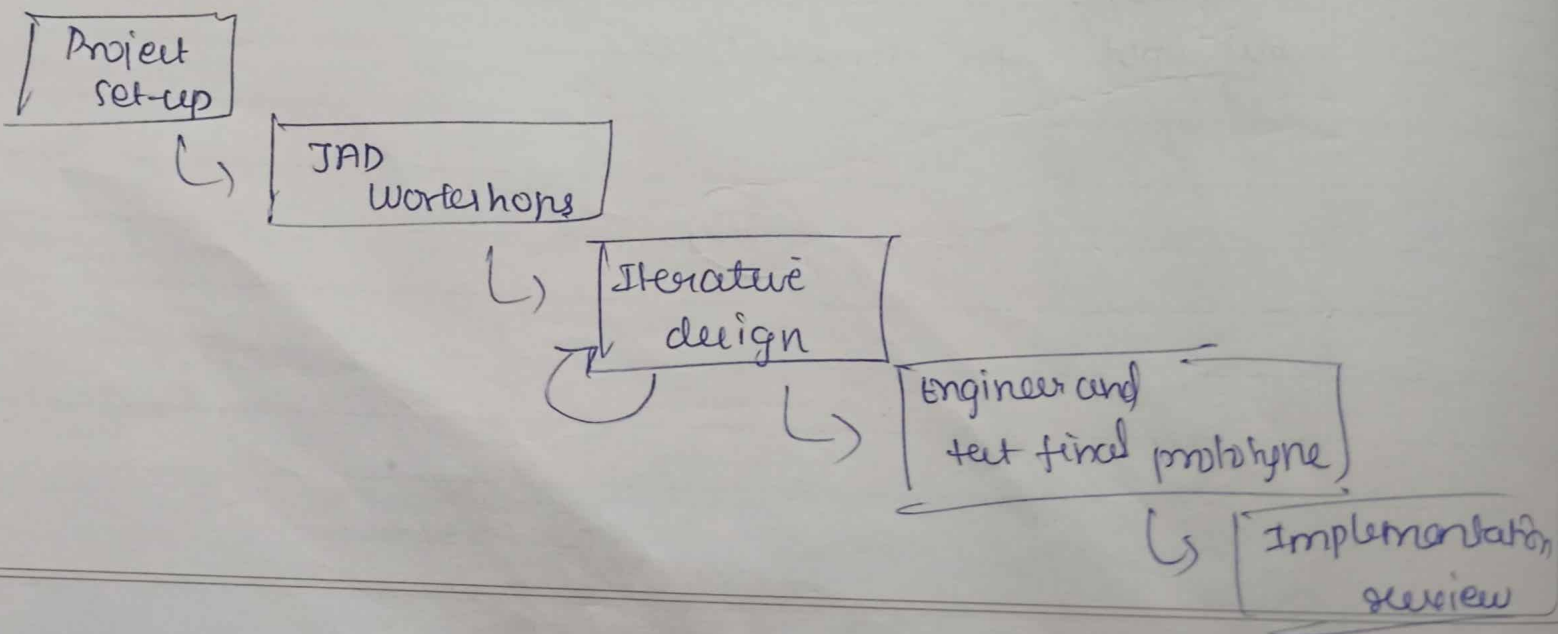 Project
set-up
JAD
Workshops
Iterative
design
Engineer and
test final prototype
Implementation
review